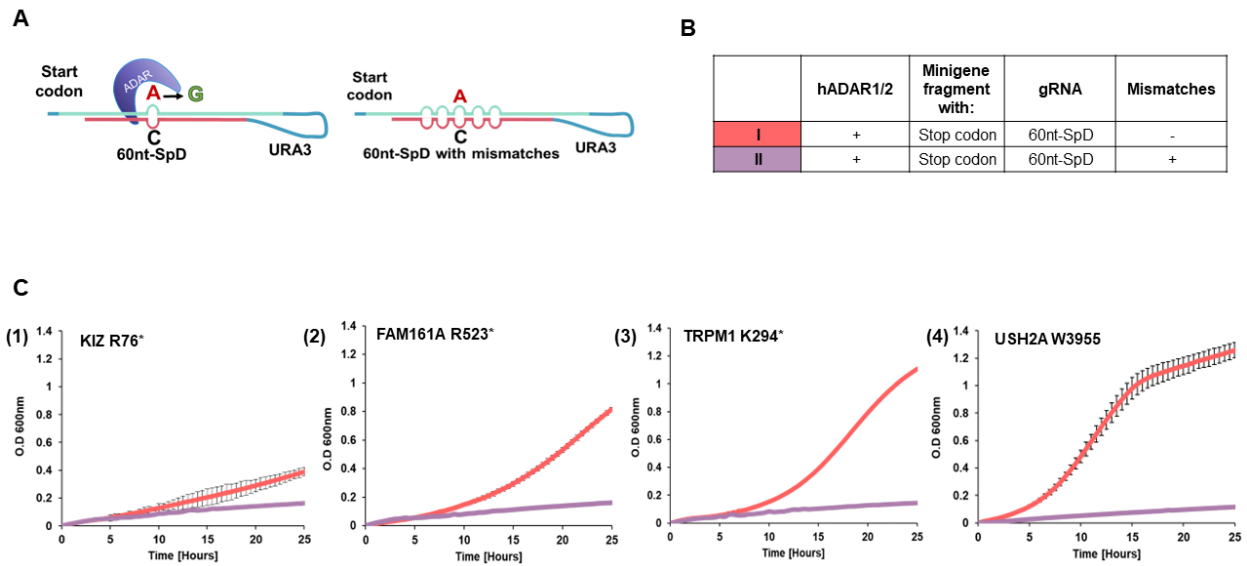 A
Start
codon
ADAR
A
G
C
60nt-SpD
URA3
Start
codon
A
C
60nt-SpD with mismatches
URA3
B
hADAR1/2
Minigene
fragment
with:
gRNA
Mismatches
I + Stop codon 60nt-SpD -
II + Stop codon 60nt-SpD +
C
(1)
KIZ R76*
O.D 600nm
1.4
1.2
1
0.8
0.6
0.4
0.2
0
0 5 10 15 20 25
Time [Hours]
(2)
FAM161A R523*
O.D 600nm
1.4
1.2
1
0.8
0.6
0.4
0.2
0
0 5 10 15 20 25
Time [Hours]
(3)
TRPM1 K294*
O.D 600nm
1.4
1.2
1
0.8
0.6
0.4
0.2
0
0 5 10 15 20 25
Time [Hours]
(4)
USH2A W3955
O.D 600nm
1.4
1.2
1
0.8
0.6
0.4
0.2
0
0 5 10 15 20 25
Time [Hours]